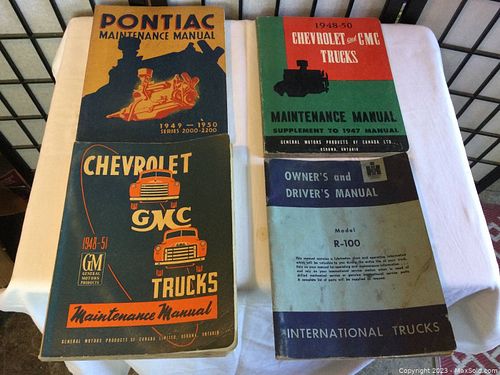 PONTIAC
MAINTENANCE MANUAL
1949 - 1950
SERIES 2000-2200
1948-50
CHEVROLET and GMC
TRUCKS
MAINTENANCE MANUAL
SUPPLEMENT TO 1947 MANUAL
GENERAL MOTORS PRODUCTS OF CANADA LTD.
OSHAWA, ONTARIO
CHEVROLET
GMC
1948-51
GM
GENERAL
MOTORS
PRODUCTS
TRUCKS
Maintenance Manual
GENERAL MOTORS PRODUCTS OF CANADA LIMITED, OSHAWA, ONTARIO
OWNER'S and
DRIVER'S MANUAL
Model
R-100
INTERNATIONAL TRUCKS
Copyright 2023 - MaxSold.com